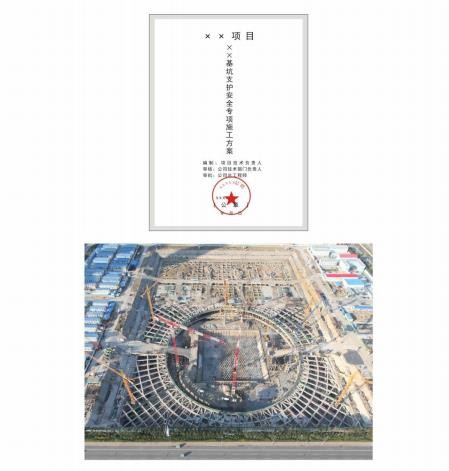 × × 项目
××基坑支护安全专项施工方案
编制：项目技术负责人
审核：公司技术部门负责人
审批：公司总工程师
公 章